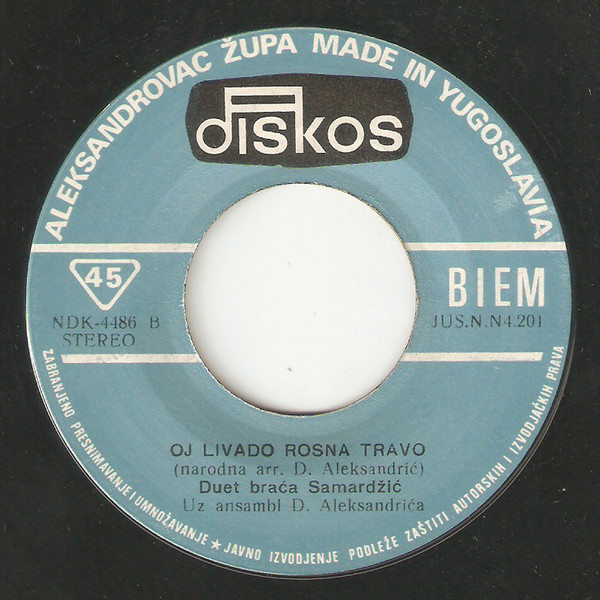 ALEKSANDROVAC ŽUPA MADE IN YUGOSLAVIA
diskos
45
BIEM
NDK-4486 B
JUS.N.N4.201
STEREO
OJ LIVADO ROSNA TRAVO
(narodna arr. D. Aleksandrić)
Duet braća Samardžić
Uz ansambl D. Aleksandrića
ZABRANJENO PRESNIMAVANJE I UMNOŽAVANJE ★ JAVNO IZVODJENJE PODLEŽE ZAŠTITI AUTORSKIH I IZVODJAČKIH PRAVA